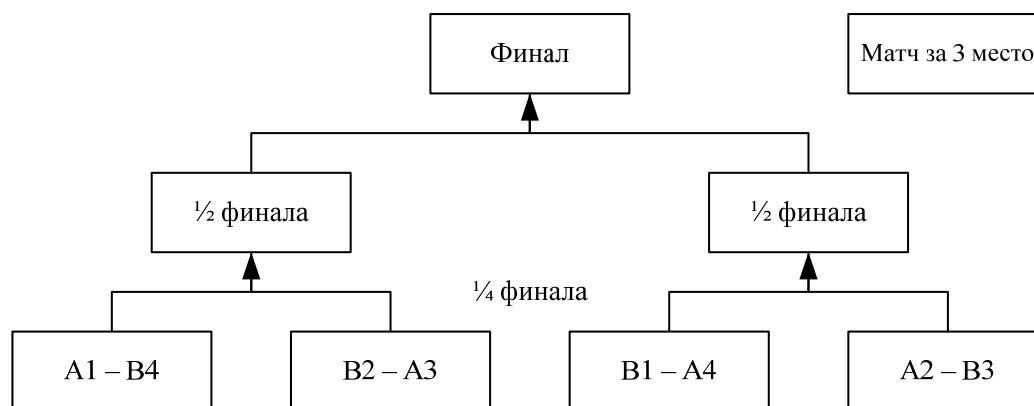 Финал
Матч за 3 место
½ финала
½ финала
¼ финала
A1 – B4
B2 – A3
B1 – A4
A2 – B3